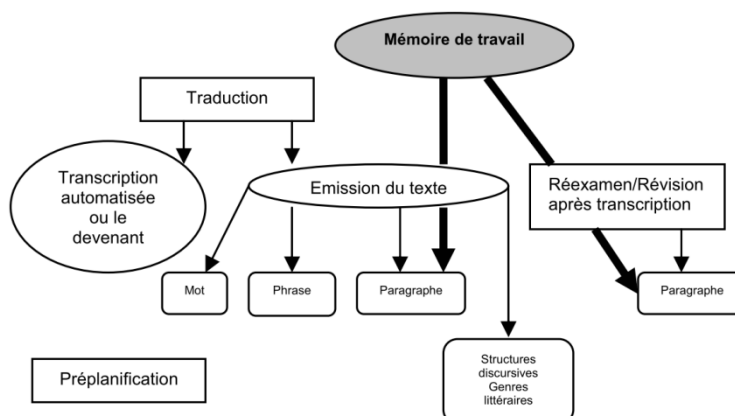 Mémoire de travail
Traduction
Transcription
automatisée
ou le
devenant
Emission du texte
Réexamen/Révision
après transcription
Mot
Phrase
Paragraphe
Paragraphe
Structures
discursives
Genres
littéraires
Préplanification